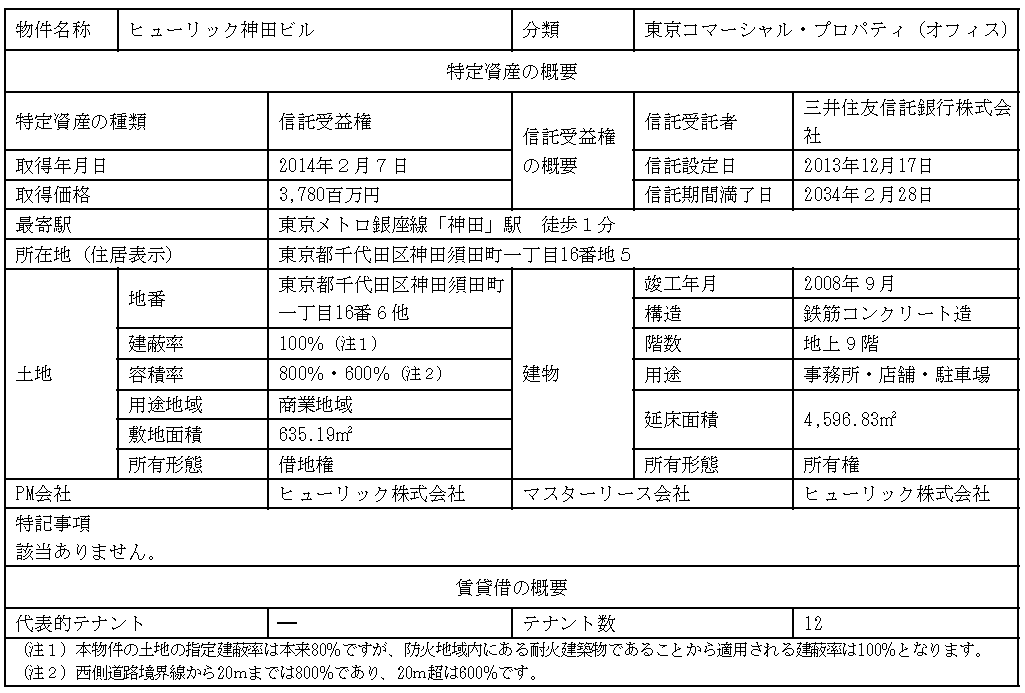 物件名称 ヒューリック神田ビル 分類 東京コマーシャル・プロパティ（オフィス）
特定資産の概要
特定資産の種類 信託受益権 信託受益権の概要 信託受託者 三井住友信託銀行株式会社
取得年月日 2014年２月７日 信託設定日 2013年12月17日
取得価格 3,780百万円 信託期間満了日 2034年２月28日
最寄駅 東京メトロ銀座線「神田」駅　徒歩１分
所在地（住居表示） 東京都千代田区神田須田町一丁目16番地５
土地 地番 東京都千代田区神田須田町一丁目16番６他 建物 竣工年月 2008年９月
構造 鉄筋コンクリート造
建蔽率 100%（注１） 階数 地上９階
容積率 800%・600%（注２） 用途 事務所・店舗・駐車場
用途地域 商業地域 延床面積 4,596.83㎡
敷地面積 635.19㎡
所有形態 借地権 所有形態 所有権
PM会社 ヒューリック株式会社 マスターリース会社 ヒューリック株式会社
特記事項
該当ありません。
賃貸借の概要
代表的テナント ― テナント数 12
（注１）本物件の土地の指定建蔽率は本来80%ですが、防火地域内にある耐火建築物であることから適用される建蔽率は100%となります。
（注２）西側道路境界線から20ｍまでは800%であり、20ｍ超は600%です。